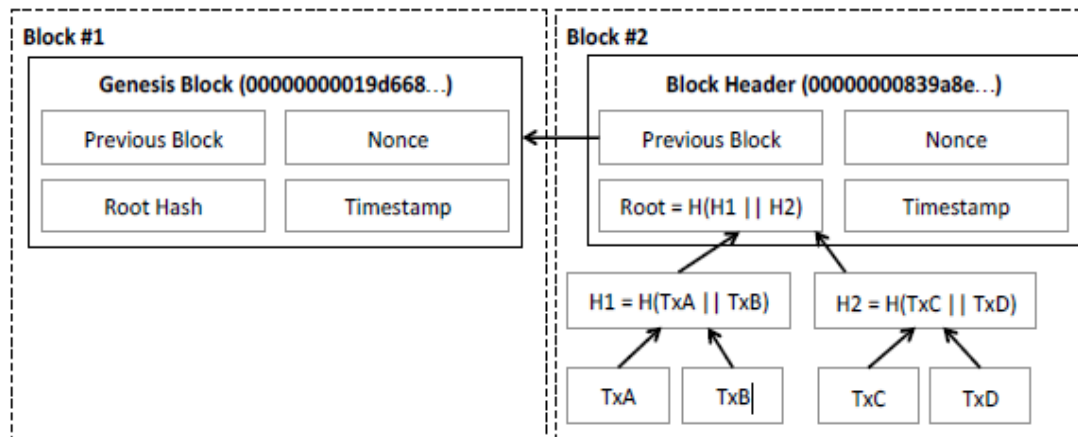 Block #1
Genesis Block (00000000019d668...)
Previous Block
Nonce
Root Hash
Timestamp
Block #2
Block Header (00000000839a8e...)
Previous Block
Nonce
Root = H(H1 || H2)
Timestamp
H1 = H(TxA || TxB)
H2 = H(TxC || TxD)
TxA
TxB
TxC
TxD